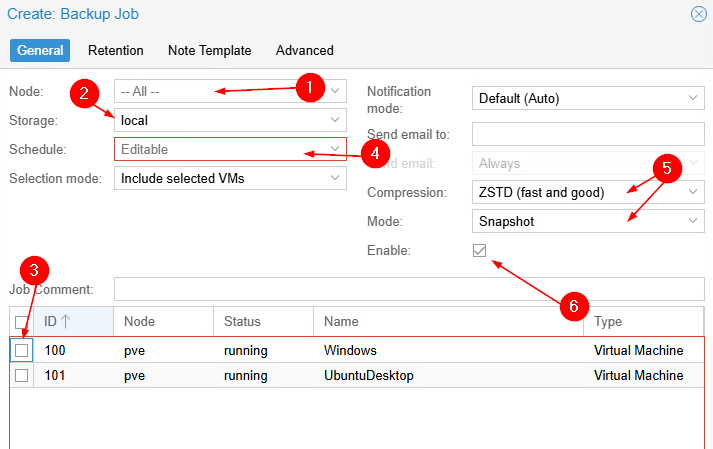 Create: Backup Job
General Retention Note Template Advanced
Node: -- All -- 1
2
Storage: local
Schedule: Editable 4
Selection mode: Include selected VMs
Notification mode: Default (Auto)
Send email to:
Send email: Always
Compression: ZSTD (fast and good) 5
Mode: Snapshot
Enable:
6
3
Job Comment:
ID Node Status Name Type
100 pve running Windows Virtual Machine
101 pve running UbuntuDesktop Virtual Machine